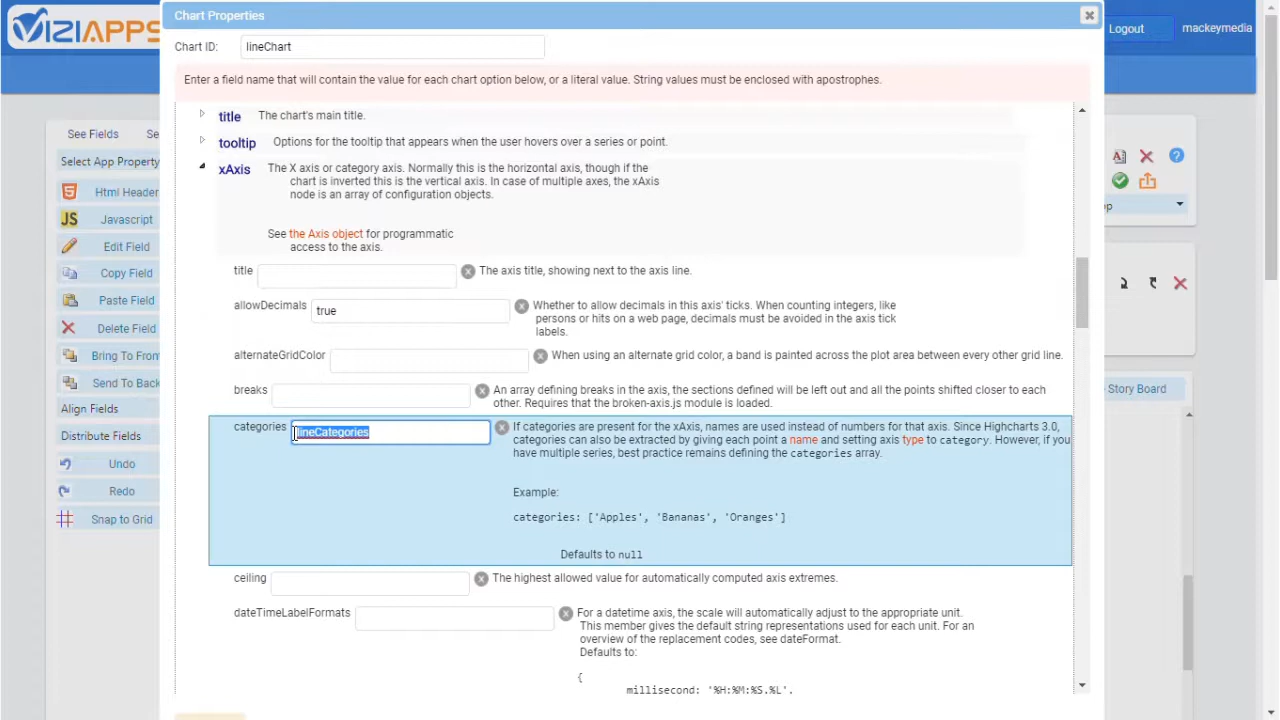 VIZIAPPS
Chart Properties
Logout
mackeymedia
Chart ID:
lineChart
Enter a field name that will contain the value for each chart option below, or a literal value. String values must be enclosed with apostrophes.
See Fields
Se
Select App Property
Html Header
JS
Javascript
Edit Field
Copy Field
Paste Field
Delete Field
Bring To Fron
Send To Back
Align Fields
Distribute Fields
Undo
Redo
Snap to Grid
title
The chart's main title.
tooltip
Options for the tooltip that appears when the user hovers over a series or point.
xAxis
The X axis or category axis. Normally this is the horizontal axis, though if the
chart is inverted this is the vertical axis. In case of multiple axes, the xAxis
node is an array of configuration objects.
See the Axis object for programmatic
access to the axis.
title
The axis title, showing next to the axis line.
allowDecimals
true
Whether to allow decimals in this axis' ticks. When counting integers, like
persons or hits on a web page, decimals must be avoided in the axis tick
labels.
alternateGridColor
When using an alternate grid color, a band is painted across the plot area between every other grid line.
breaks
An array defining breaks in the axis, the sections defined will be left out and all the points shifted closer to each
other. Requires that the broken-axis.js module is loaded.
categories
lineCategories
If categories are present for the xAxis, names are used instead of numbers for that axis. Since Highcharts 3.0,
categories can also be extracted by giving each point a name and setting axis type to category. However, if you
have multiple series, best practice remains defining the categories array.
Example:
categories: ['Apples', 'Bananas', 'Oranges']
Defaults to null
ceiling
The highest allowed value for automatically computed axis extremes.
dateTimeLabelFormats
For a datetime axis, the scale will automatically adjust to the appropriate unit.
This member gives the default string representations used for each unit. For an
overview of the replacement codes, see dateFormat.
Defaults to:
{
millisecond: '%H:%M:%S.%L'.
op
Story Board